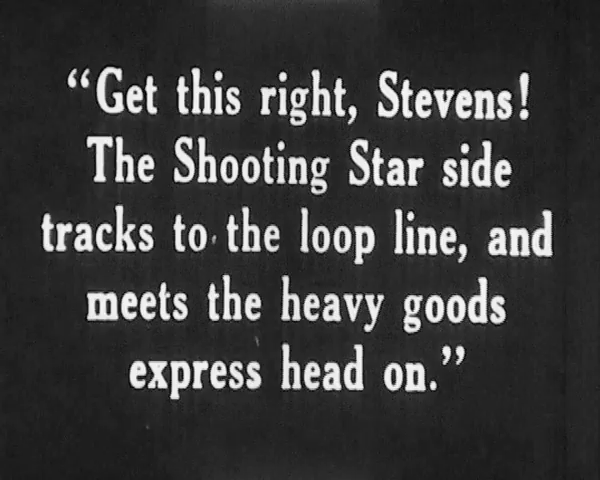 “Get this right, Stevens!
The Shooting Star side
tracks to the loop line, and
meets the heavy goods
express head on.”